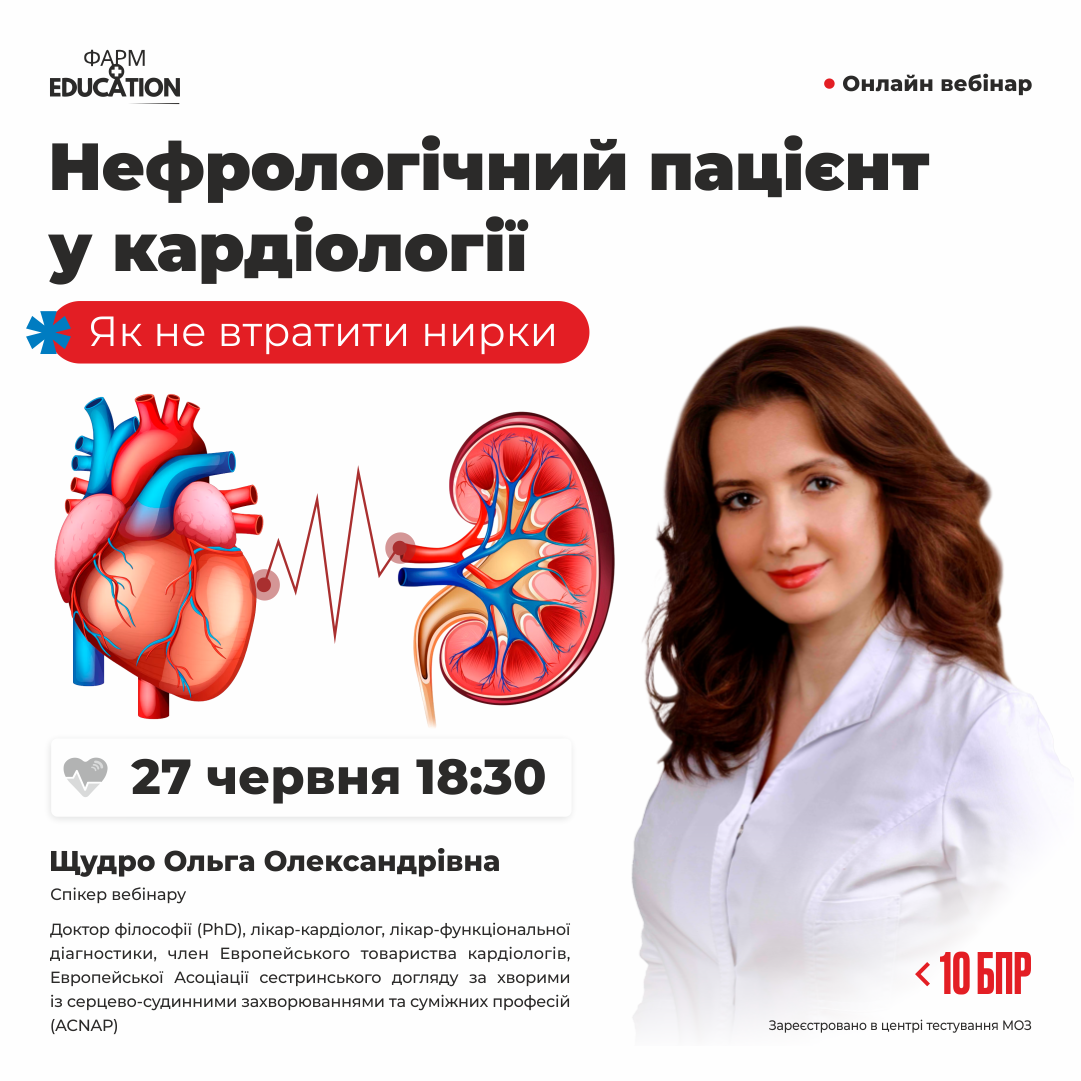 ФАРМ
EDUCATION
Онлайн вебінар
Нефрологічний пацієнт
у кардіології
Як не втратити нирки
27 червня 18:30
Щудро Ольга Олександрівна
Спікер вебінару
Доктор філософії (PhD), лікар-кардіолог, лікар-функціональної
діагностики, член Европейського товариства кардіологів,
Европейської Асоціації сестринського догляду за хворими
із серцево-судинними захворюваннями та суміжних професій
(ACNAP)
< 10 БПР
Зареєстровано в центрі тестування МОЗ